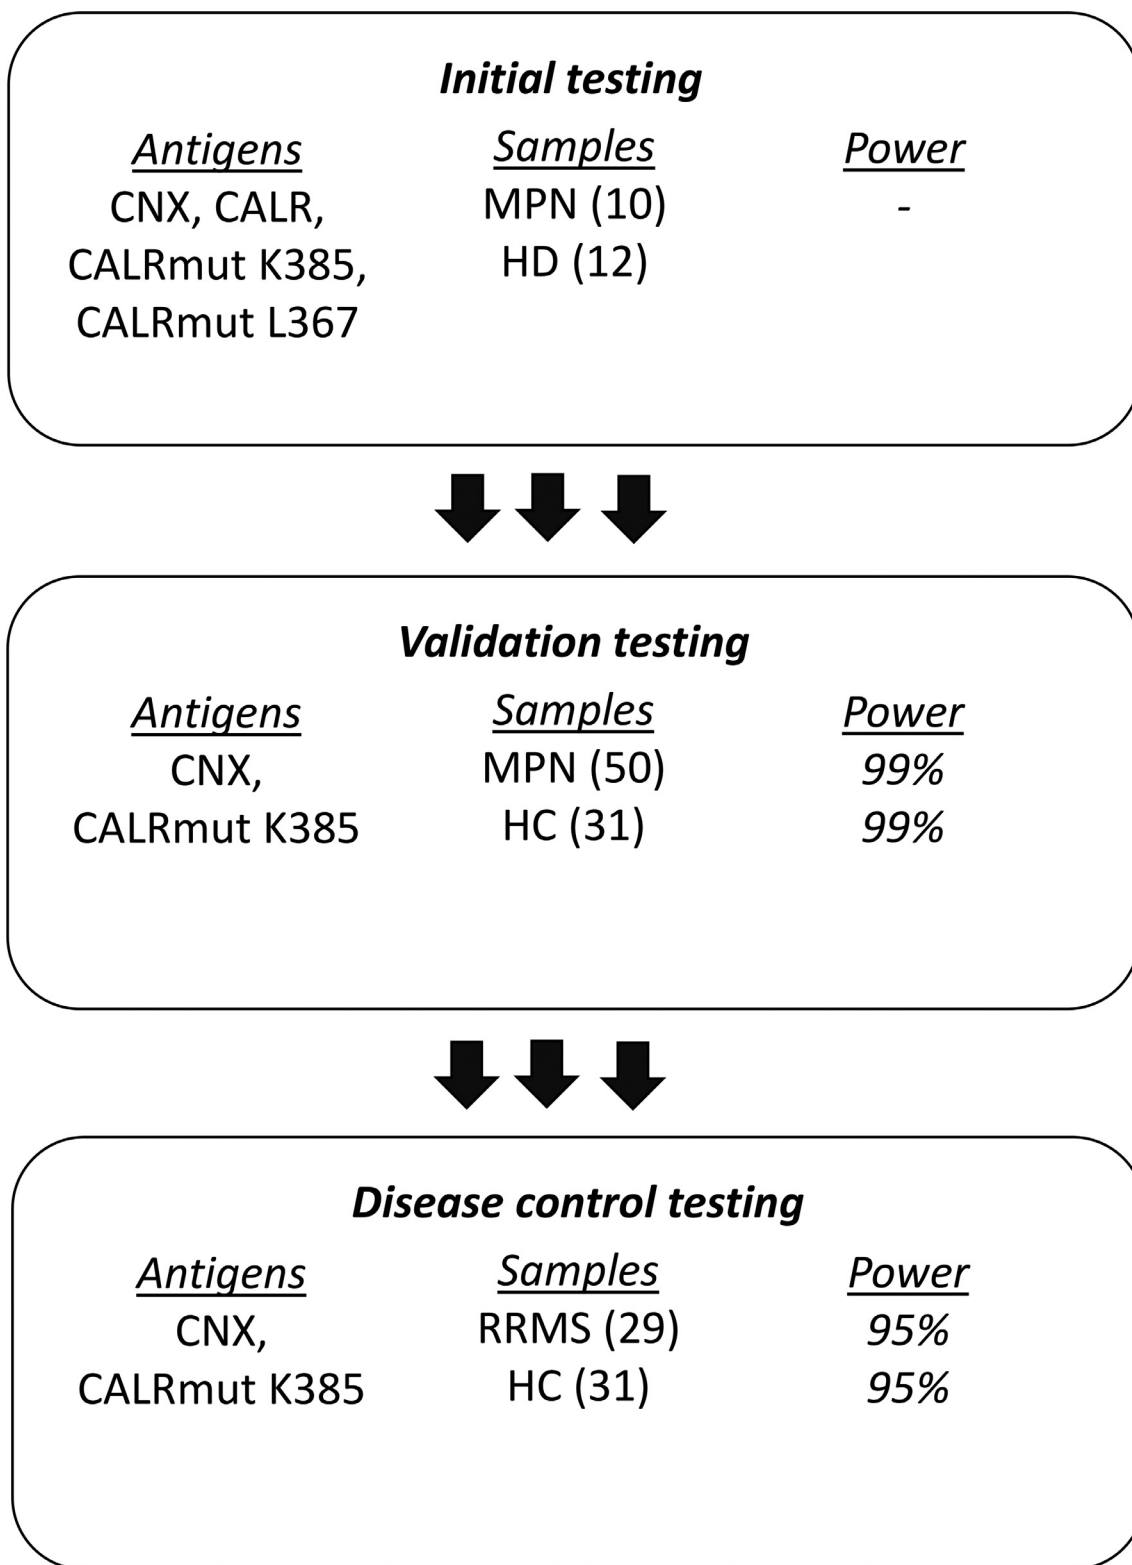 Initial testing
Antigens Samples Power
CNX, CALR, MPN (10) -
CALRmut K385, HD (12)
CALRmut L367
Validation testing
Antigens Samples Power
CNX, MPN (50) 99%
CALRmut K385 HC (31) 99%
Disease control testing
Antigens Samples Power
CNX, RRMS (29) 95%
CALRmut K385 HC (31) 95%